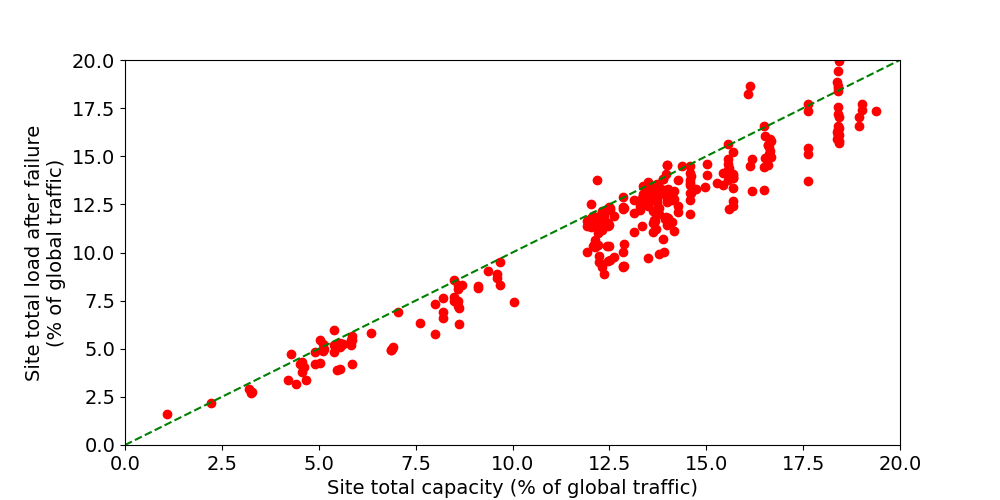 20.0
17.5
15.0
12.5
10.0
7.5
5.0
2.5
0.0
Site total load after failure
(% of global traffic)
0.0 2.5 5.0 7.5 10.0 12.5 15.0 17.5 20.0
Site total capacity (% of global traffic)